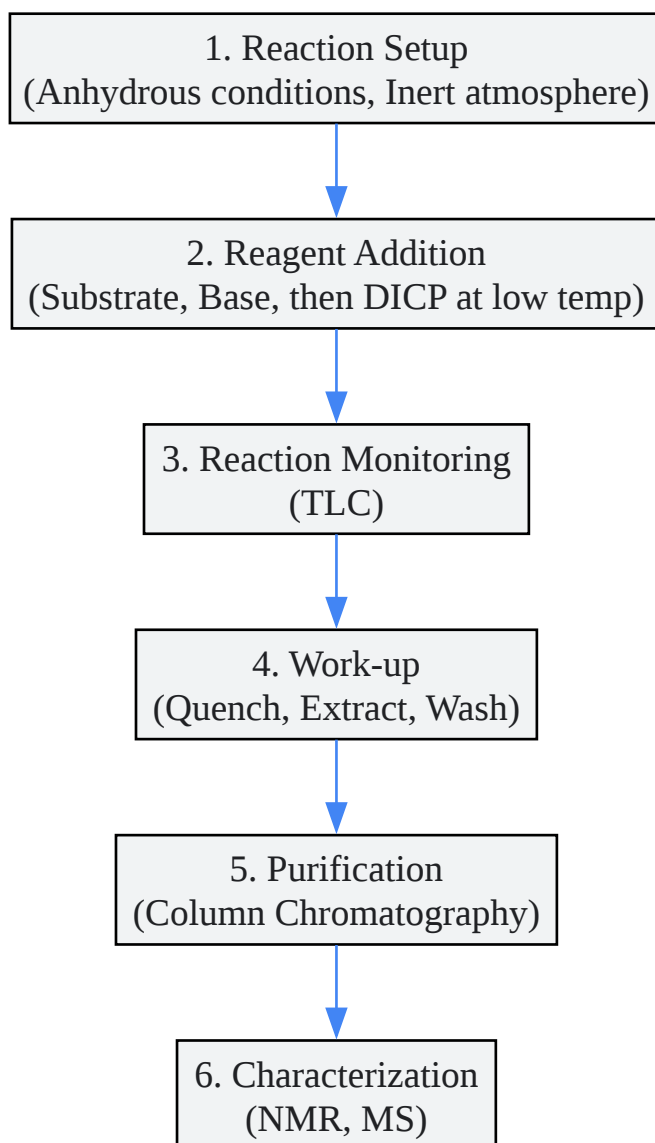 1. Reaction Setup
(Anhydrous conditions, Inert atmosphere)
2. Reagent Addition
(Substrate, Base, then DICP at low temp)
3. Reaction Monitoring
(TLC)
4. Work-up
(Quench, Extract, Wash)
5. Purification
(Column Chromatography)
6. Characterization
(NMR, MS)